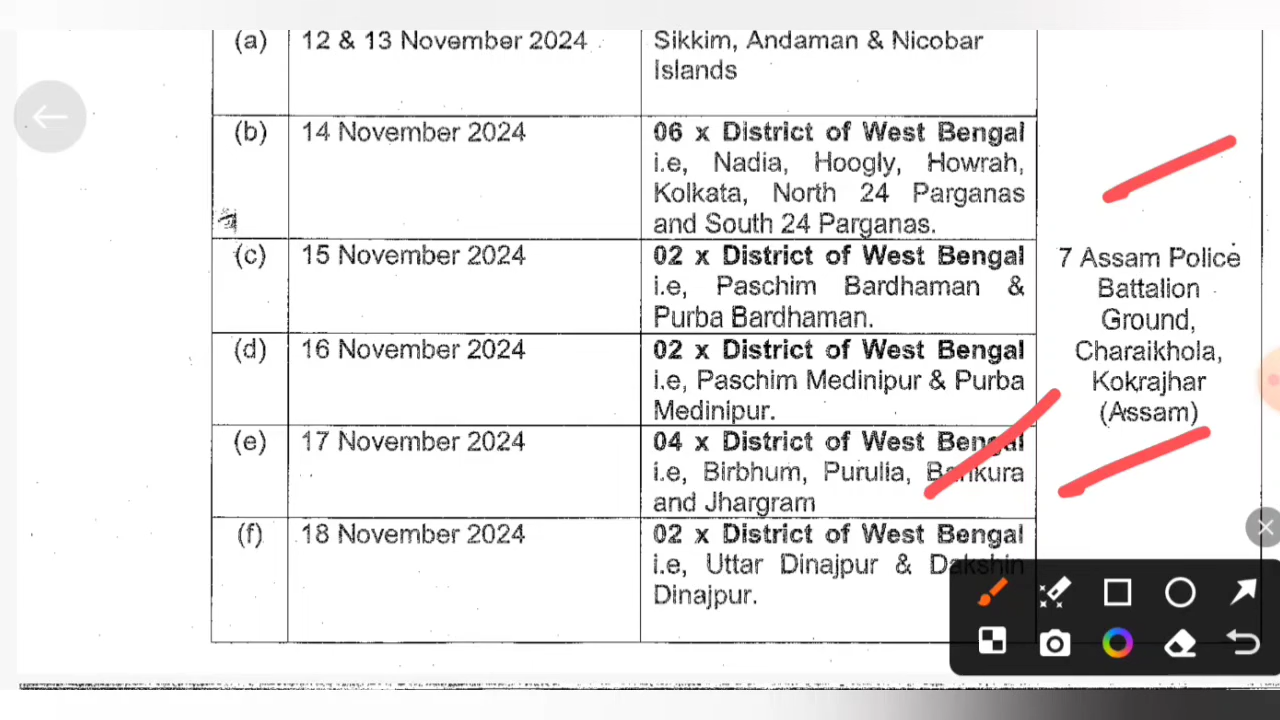 (a) 12 & 13 November 2024 Sikkim, Andaman & Nicobar
Islands
(b) 14 November 2024 06 x District of West Bengal
i.e, Nadia, Hoogly, Howrah,
Kolkata, North 24 Parganas
and South 24 Parganas.
(c) 15 November 2024 02 x District of West Bengal
i.e, Paschim Bardhaman &
Purba Bardhaman.
(d) 16 November 2024 02 x District of West Bengal
i.e, Paschim Medinipur & Purba
Medinipur.
(e) 17 November 2024 04 x District of West Bengal
i.e, Birbhum, Purulia, Bankura
and Jhargram
(f) 18 November 2024 02 x District of West Bengal
i.e, Uttar Dinajpur & Dakshin
Dinajpur.
7 Assam Police
Battalion
Ground,
Charaikhola,
Kokrajhar
(Assam)